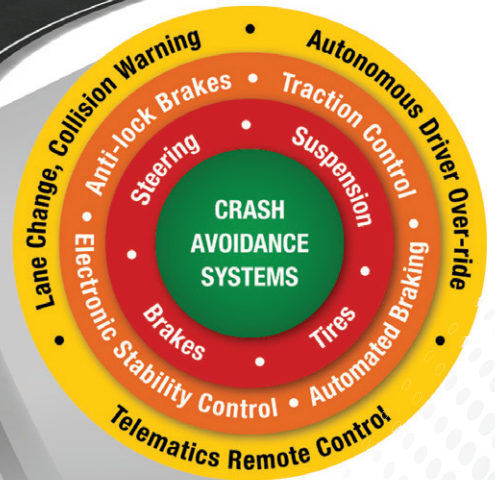 CRASH
AVOIDANCE
SYSTEMS
Steering
Suspension
Tires
Brakes
Anti-lock Brakes
Traction Control
Automated Braking
Electronic Stability Control
Lane Change, Collision Warning
Autonomous Driver Over-ride
Telematics Remote Control